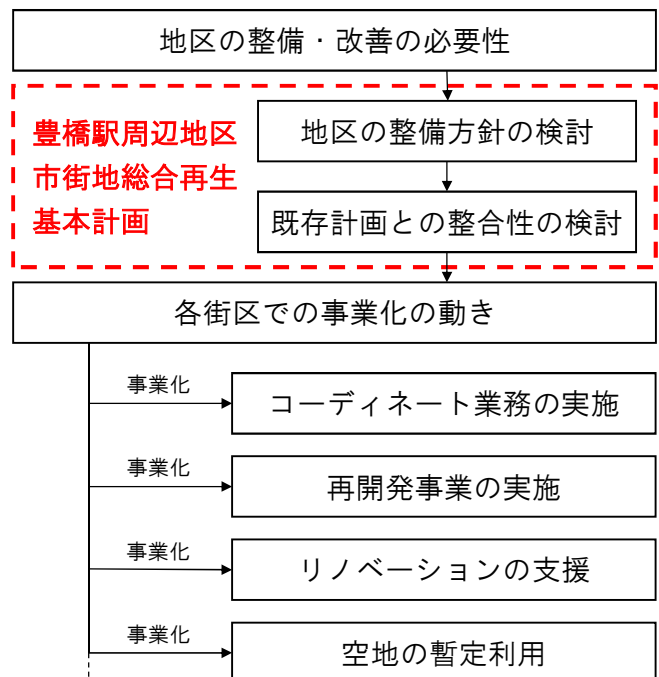 地区の整備・改善の必要性
豊橋駅周辺地区
市街地総合再生
基本計画
地区の整備方針の検討
既存計画との整合性の検討
各街区での事業化の動き
事業化
コーディネート業務の実施
事業化
再開発事業の実施
事業化
リノベーションの支援
事業化
空地の暫定利用